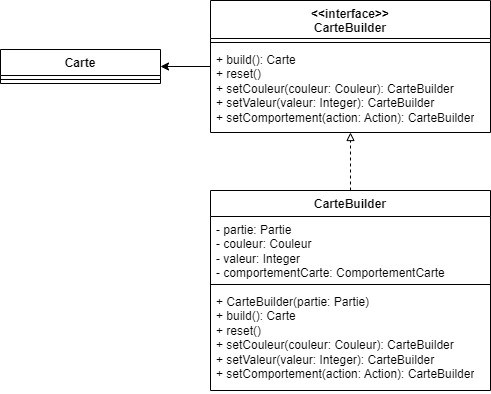 <<interface>>
CarteBuilder
+ build(): Carte
+ reset()
+ setCouleur(couleur: Couleur): CarteBuilder
+ setValeur(valeur: Integer): CarteBuilder
+ setComportement(action: Action): CarteBuilder
Carte
CarteBuilder
- partie: Partie
- couleur: Couleur
- valeur: Integer
- comportementCarte: ComportementCarte
+ CarteBuilder(partie: Partie)
+ build(): Carte
+ reset()
+ setCouleur(couleur: Couleur): CarteBuilder
+ setValeur(valeur: Integer): CarteBuilder
+ setComportement(action: Action): CarteBuilder